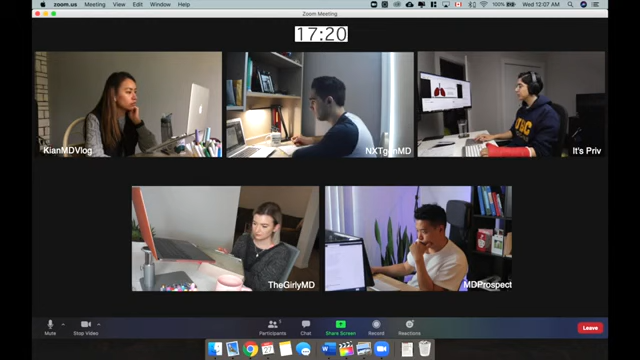 zoom.us Meeting View Edit Window Help 100% Wed 12:07 AM
Zoom Meeting
17:20
KianMDVlog
NXTgenMD
It's Priv
TheGirlyMD
MDProspect
Mute Stop Video Participants Chat Share Screen Record Reactions Leave